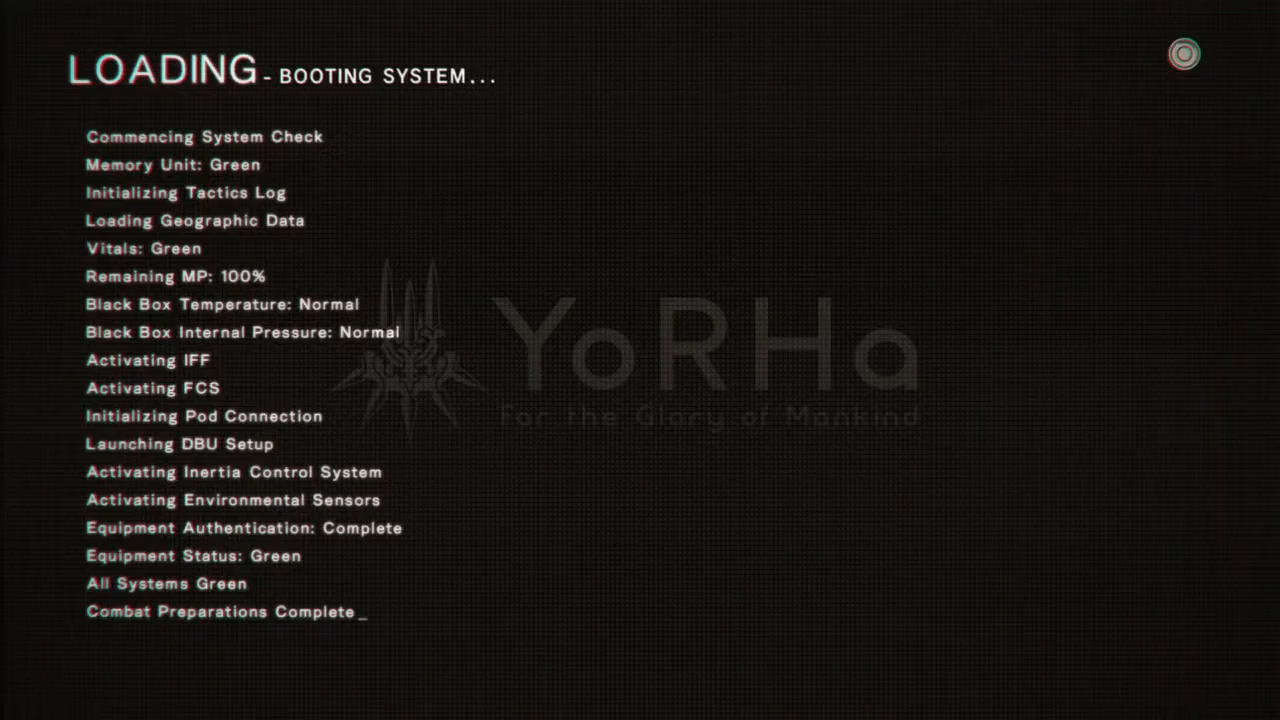 LOADING - BOOTING SYSTEM...
Commencing System Check
Memory Unit: Green
Initializing Tactics Log
Loading Geographic Data
Vitals: Green
Remaining MP: 100%
Black Box Temperature: Normal
Black Box Internal Pressure: Normal
Activating IFF
Activating FCS
Initializing Pod Connection
Launching DBU Setup
Activating Inertia Control System
Activating Environmental Sensors
Equipment Authentication: Complete
Equipment Status: Green
All Systems Green
Combat Preparations Complete_
YoRHa
For the Glory of Mankind